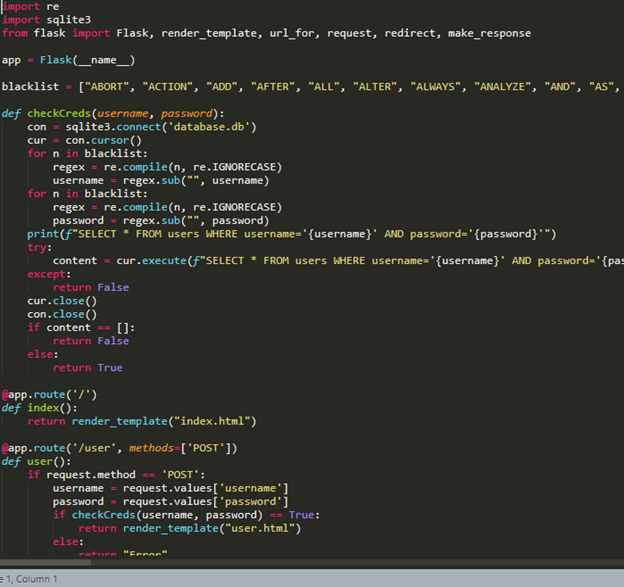 import re
import sqlite3
from flask import Flask, render_template, url_for, request, redirect, make_response
app = Flask(__name__)
blacklist = ["ABORT", "ACTION", "ADD", "AFTER", "ALL", "ALTER", "ALWAYS", "ANALYZE", "AND", "AS",
def checkCreds(username, password):
    con = sqlite3.connect('database.db')
    cur = con.cursor()
    for n in blacklist:
        regex = re.compile(n, re.IGNORECASE)
        username = regex.sub("", username)
    for n in blacklist:
        regex = re.compile(n, re.IGNORECASE)
        password = regex.sub("", password)
    print(f"SELECT * FROM users WHERE username='{username}' AND password='{password}'")
    try:
        content = cur.execute(f"SELECT * FROM users WHERE username='{username}' AND password='{pas
    except:
        return False
    cur.close()
    con.close()
    if content == []:
        return False
    else:
        return True
@app.route('/')
def index():
    return render_template("index.html")
@app.route('/user', methods=['POST'])
def user():
    if request.method == 'POST':
        username = request.values['username']
        password = request.values['password']
        if checkCreds(username, password) == True:
            return render_template("user.html")
        else:
            return "Error"
e 1, Column 1